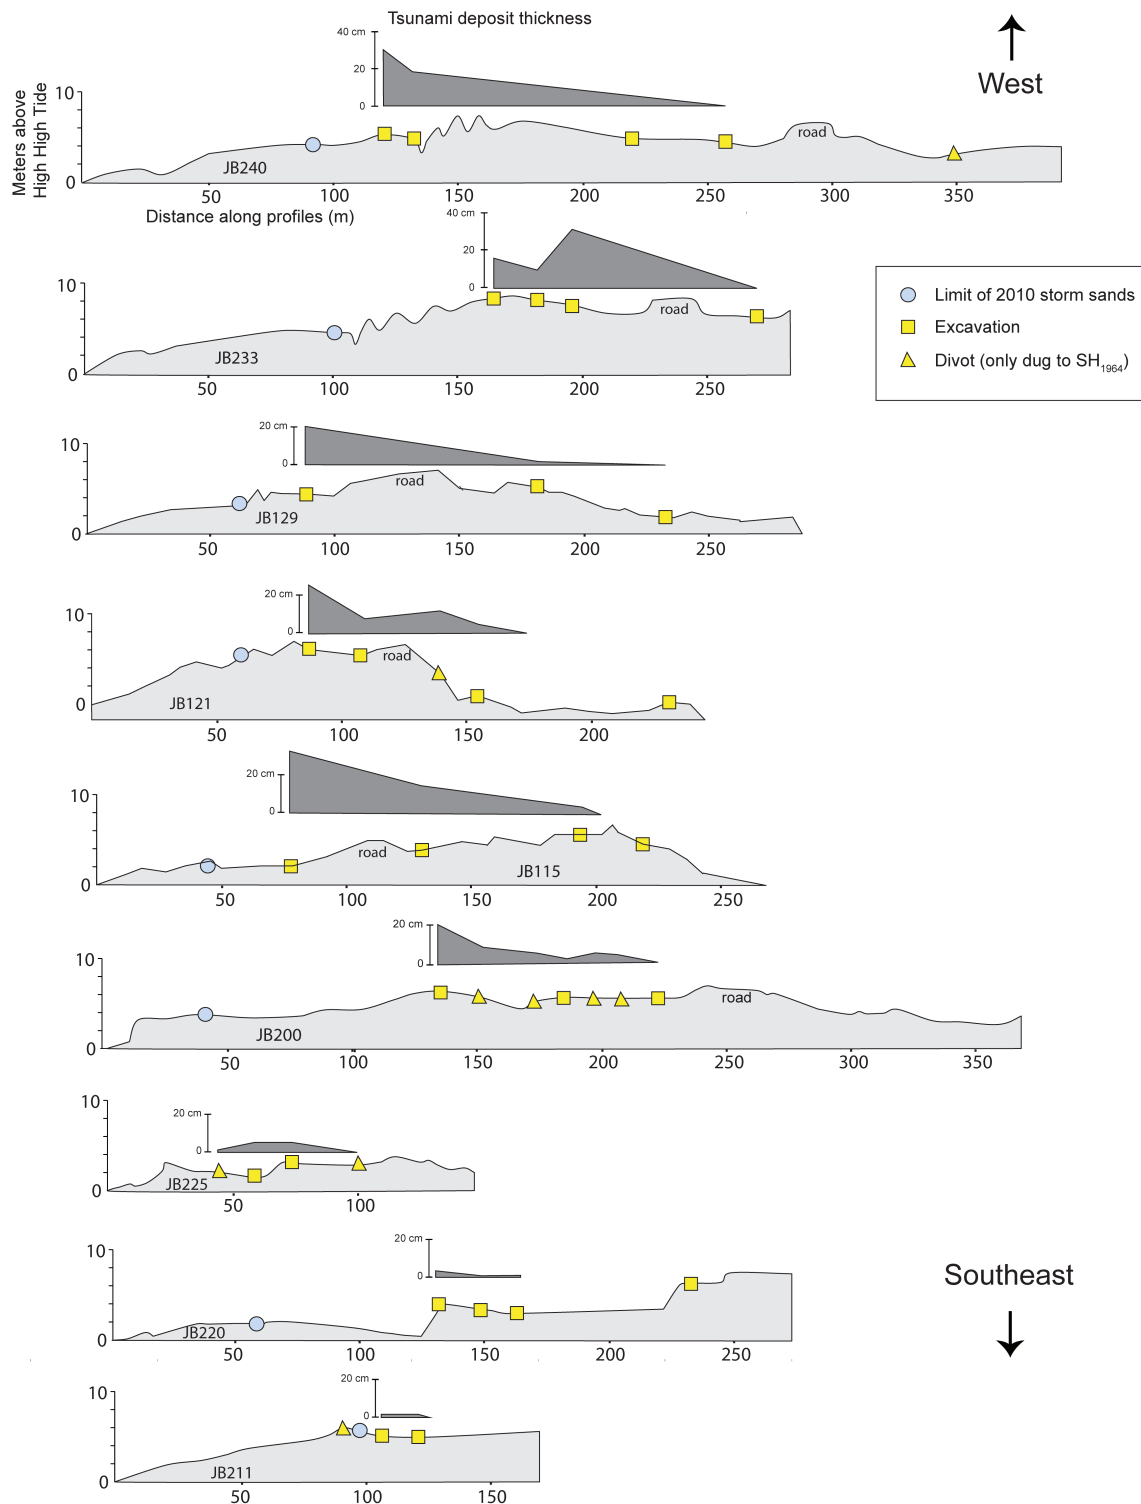 Tsunami deposit thickness
40 cm
20
0
West
Meters above
High High Tide
10
0
JB240
road
50
100
150
200
250
300
350
Distance along profiles (m)
40 cm
20
0
10
0
JB233
road
50
100
150
200
250
Limit of 2010 storm sands
Excavation
Divot (only dug to SH1964)
20 cm
0
10
0
JB129
road
50
100
150
200
250
20 cm
0
10
0
JB121
road
50
100
150
200
20 cm
0
10
0
road
JB115
50
100
150
200
250
20 cm
0
10
0
JB200
road
50
100
150
200
250
300
350
20 cm
0
10
0
JB225
50
100
20 cm
0
10
0
JB220
50
100
150
200
250
Southeast
20 cm
0
10
0
JB211
50
100
150